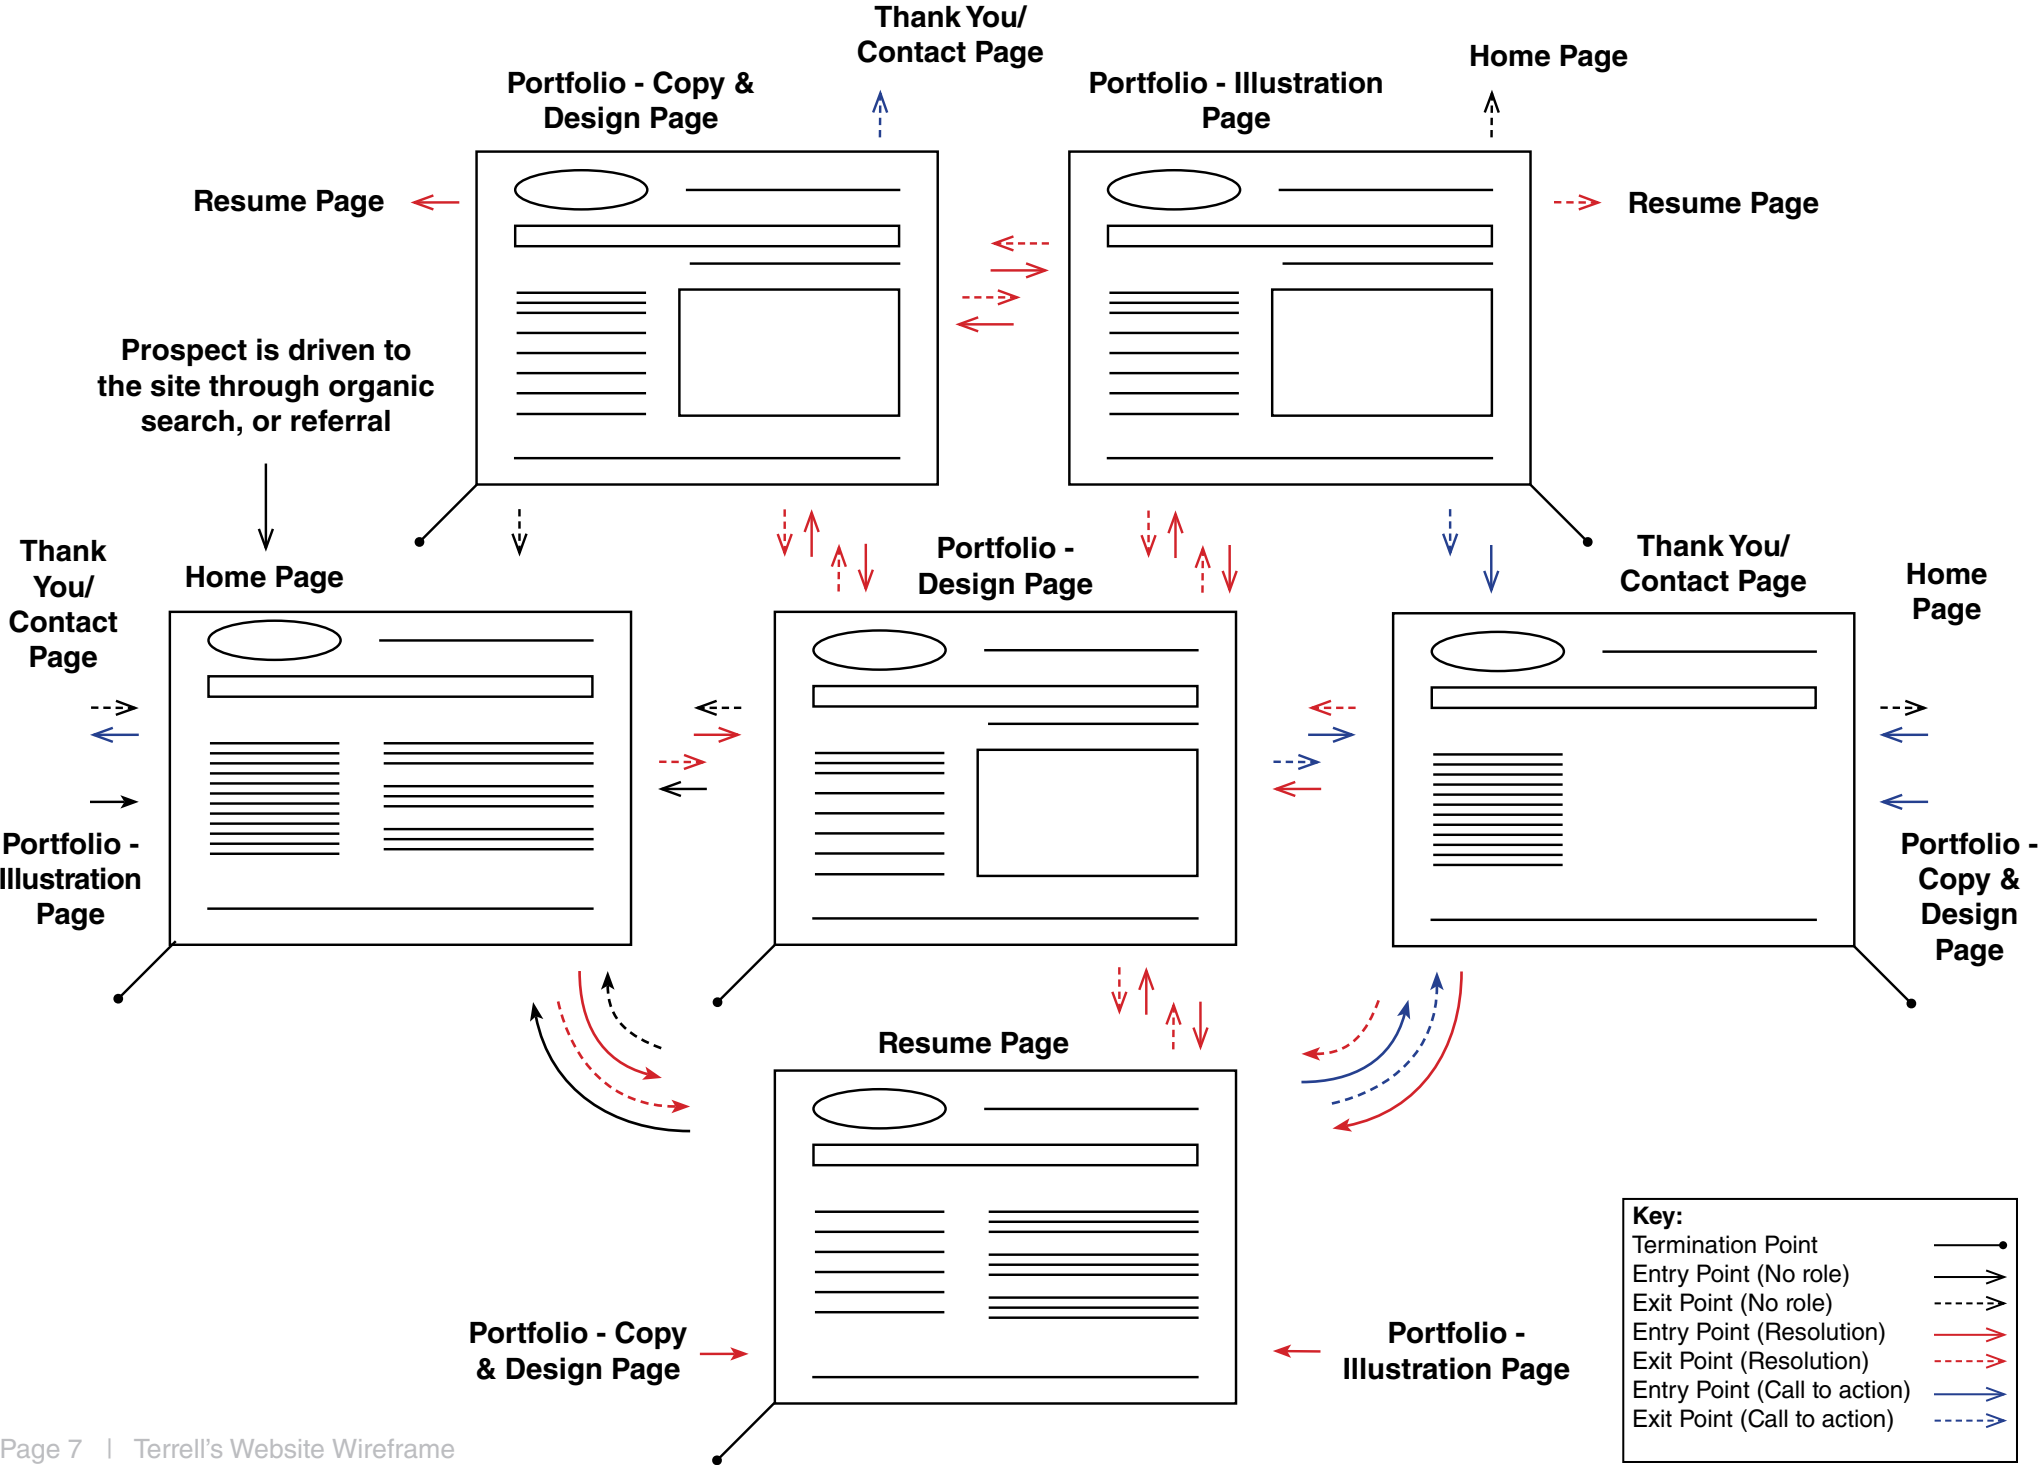 Thank You/
Contact Page
Home Page
Portfolio - Copy &
Design Page
Portfolio - Illustration
Page
Resume Page
Resume Page
Prospect is driven to
the site through organic
search, or referral
Thank
You/
Contact
Page
Home Page
Portfolio -
Design Page
Thank You/
Contact Page
Home
Page
Portfolio -
Illustration
Page
Portfolio -
Copy &
Design
Page
Resume Page
Portfolio - Copy
& Design Page
Portfolio -
Illustration Page
Key:
Termination Point
Entry Point (No role)
Exit Point (No role)
Entry Point (Resolution)
Exit Point (Resolution)
Entry Point (Call to action)
Exit Point (Call to action)
Page 7 | Terrell’s Website Wireframe